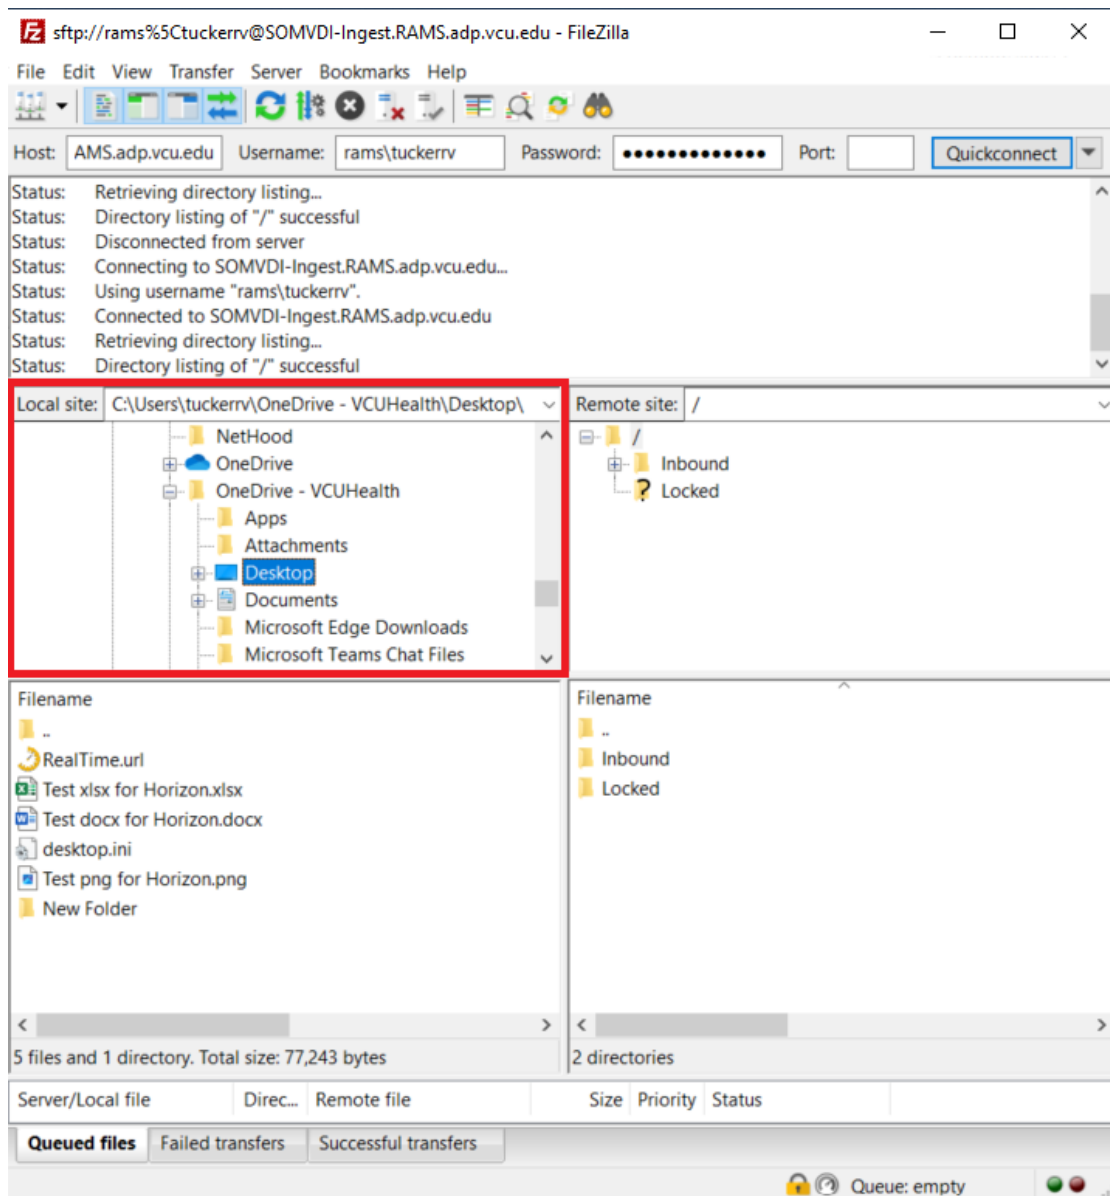 sftp://rams%5Ctuckerrv@SOMVDI-Ingest.RAMS.adp.vcu.edu - FileZilla
File Edit View Transfer Server Bookmarks Help
Host: AMS.adp.vcu.edu Username: rams\tuckerrv Password: ●●●●●●●●●●●●● Port: Quickconnect
Status: Retrieving directory listing...
Status: Directory listing of "/" successful
Status: Disconnected from server
Status: Connecting to SOMVDI-Ingest.RAMS.adp.vcu.edu...
Status: Using username "rams\tuckerrv".
Status: Connected to SOMVDI-Ingest.RAMS.adp.vcu.edu
Status: Retrieving directory listing...
Status: Directory listing of "/" successful
Local site: C:\Users\tuckerrv\OneDrive - VCUHealth\Desktop\
NetHood
OneDrive
OneDrive - VCUHealth
Apps
Attachments
Desktop
Documents
Microsoft Edge Downloads
Microsoft Teams Chat Files
Remote site: /
/
Inbound
? Locked
Filename
..
RealTime.url
Test xlsx for Horizon.xlsx
Test docx for Horizon.docx
desktop.ini
Test png for Horizon.png
New Folder
5 files and 1 directory. Total size: 77,243 bytes
Filename
..
Inbound
Locked
2 directories
Server/Local file Direc... Remote file Size Priority Status
Queued files Failed transfers Successful transfers
Queue: empty